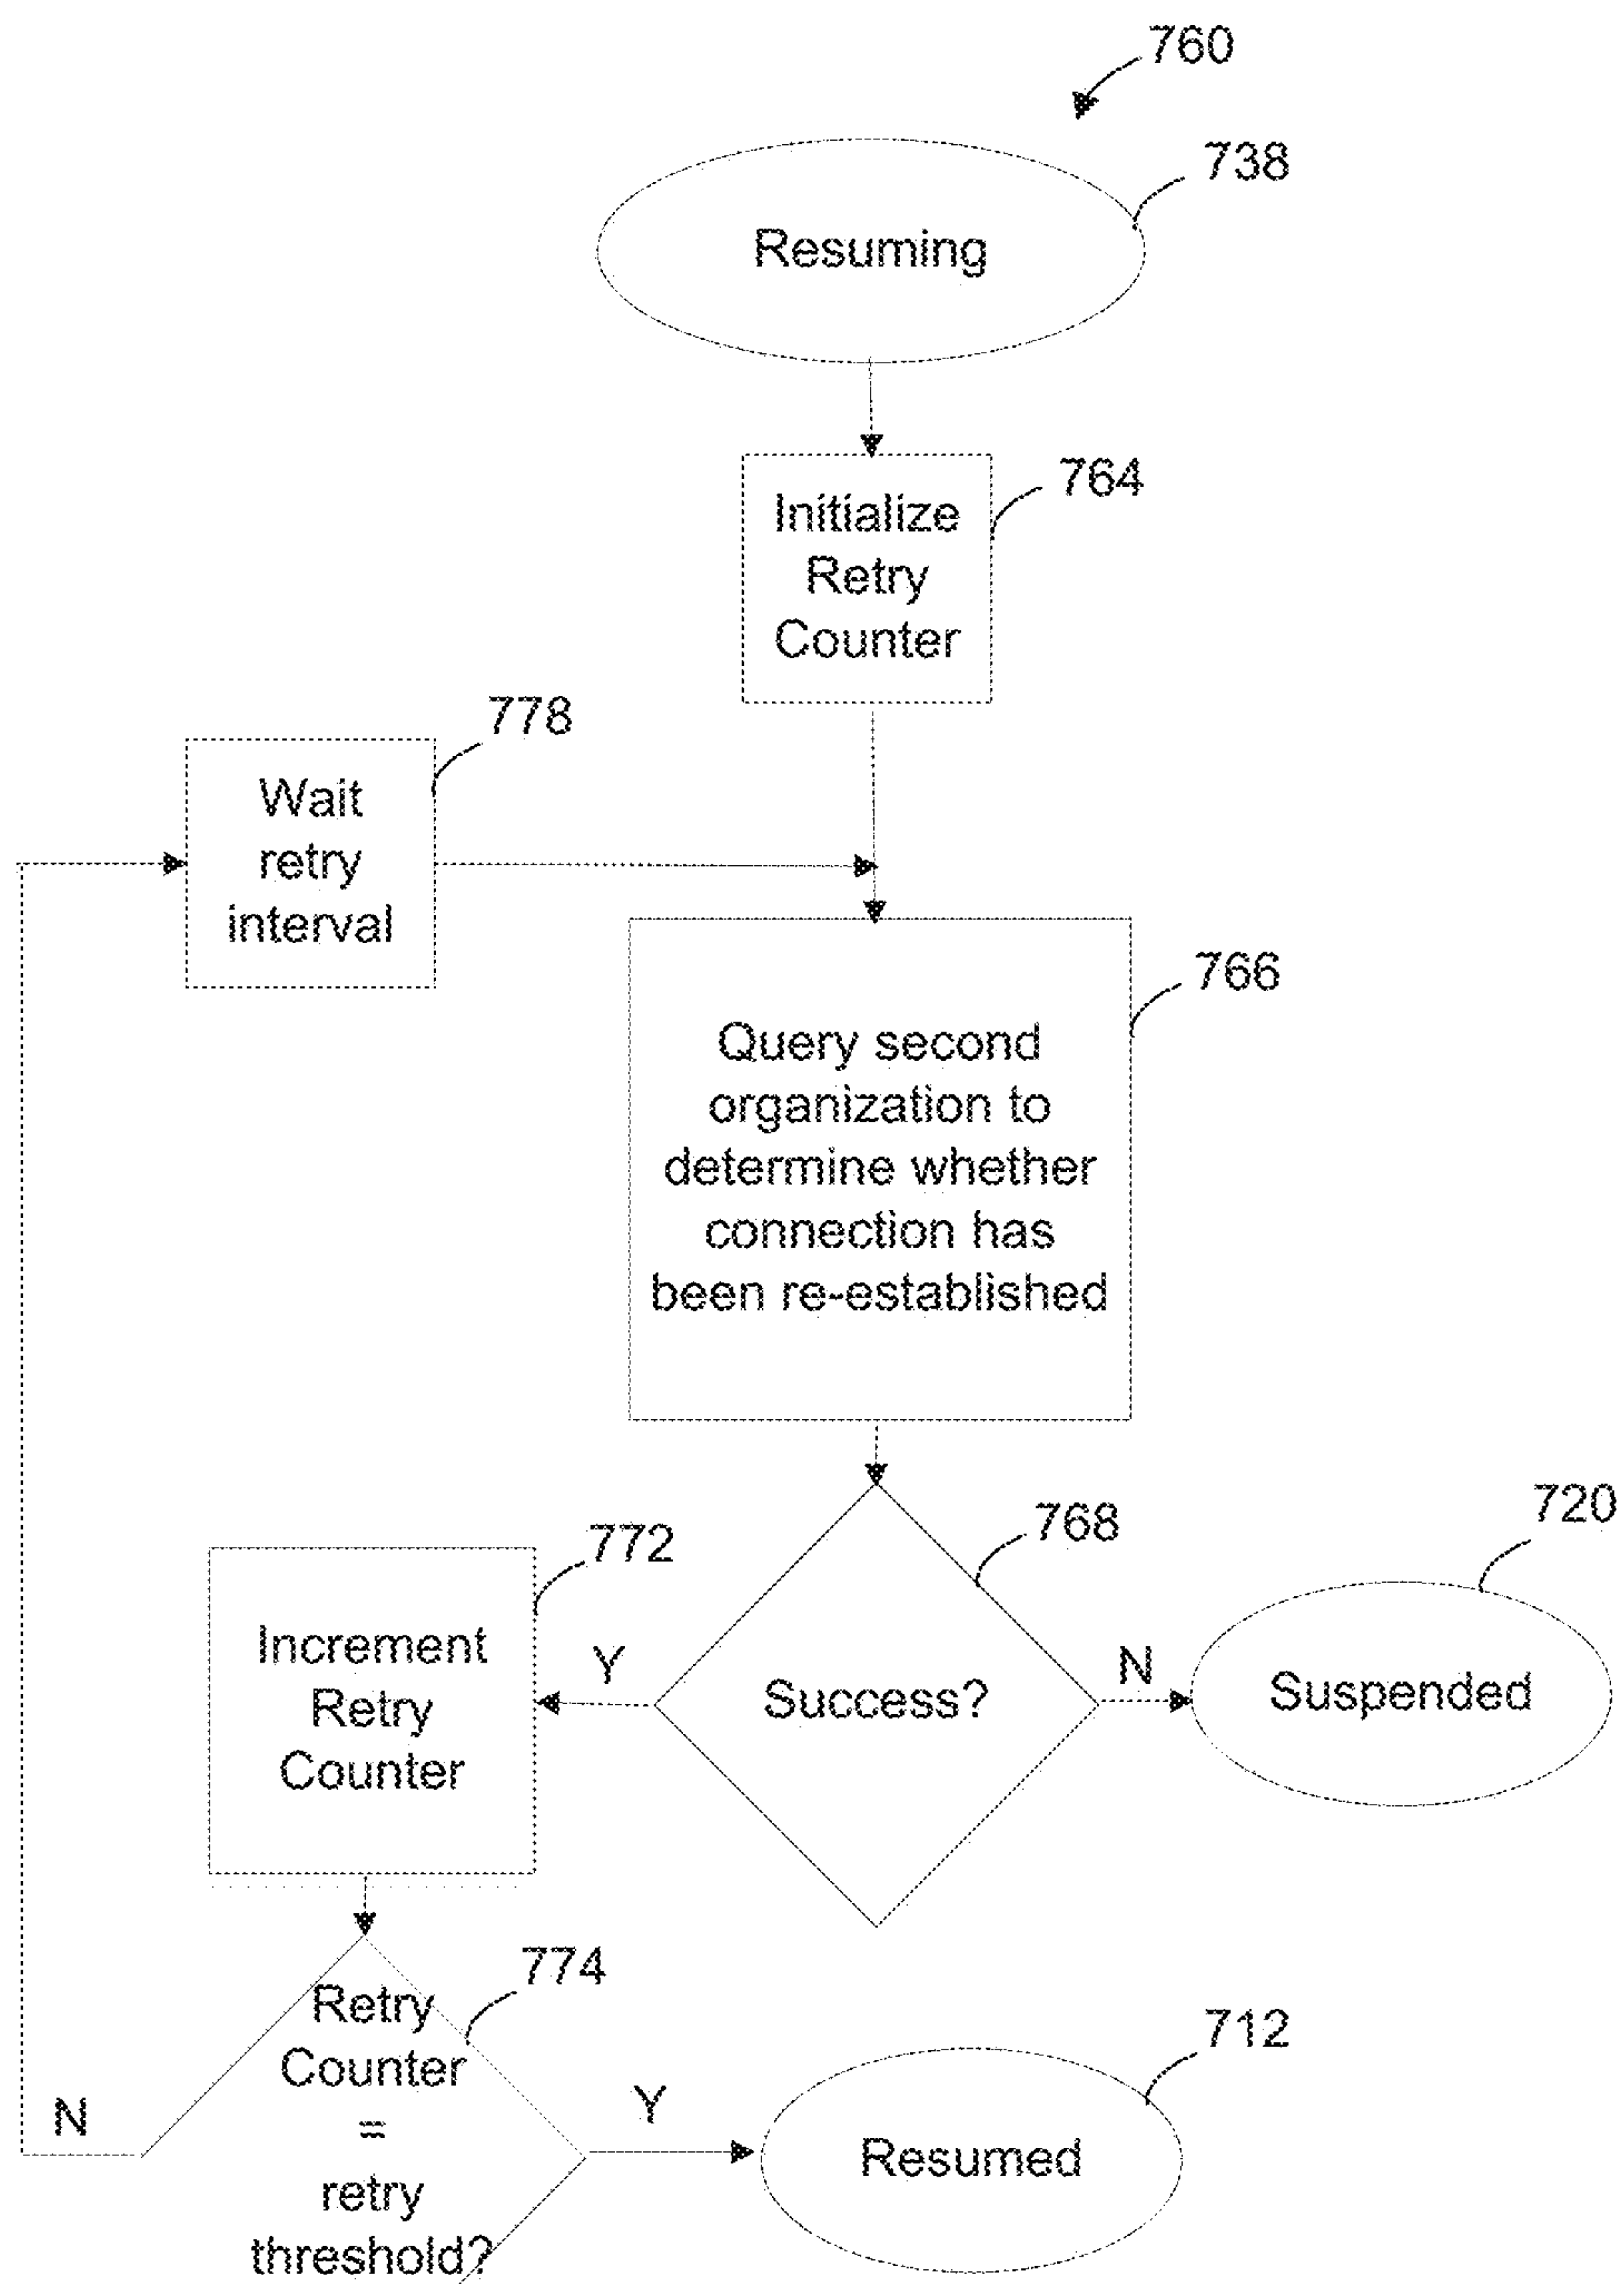 760
738
Resuming
764
Initialize
Retry
Counter
778
Wait
retry
interval
766
Query second
organization to
determine whether
connection has
been re-established
768
720
772
Increment
Retry
Counter
Y
Success?
N
Suspended
774
Retry
Counter
=
retry
threshold?
N
Y
712
Resumed